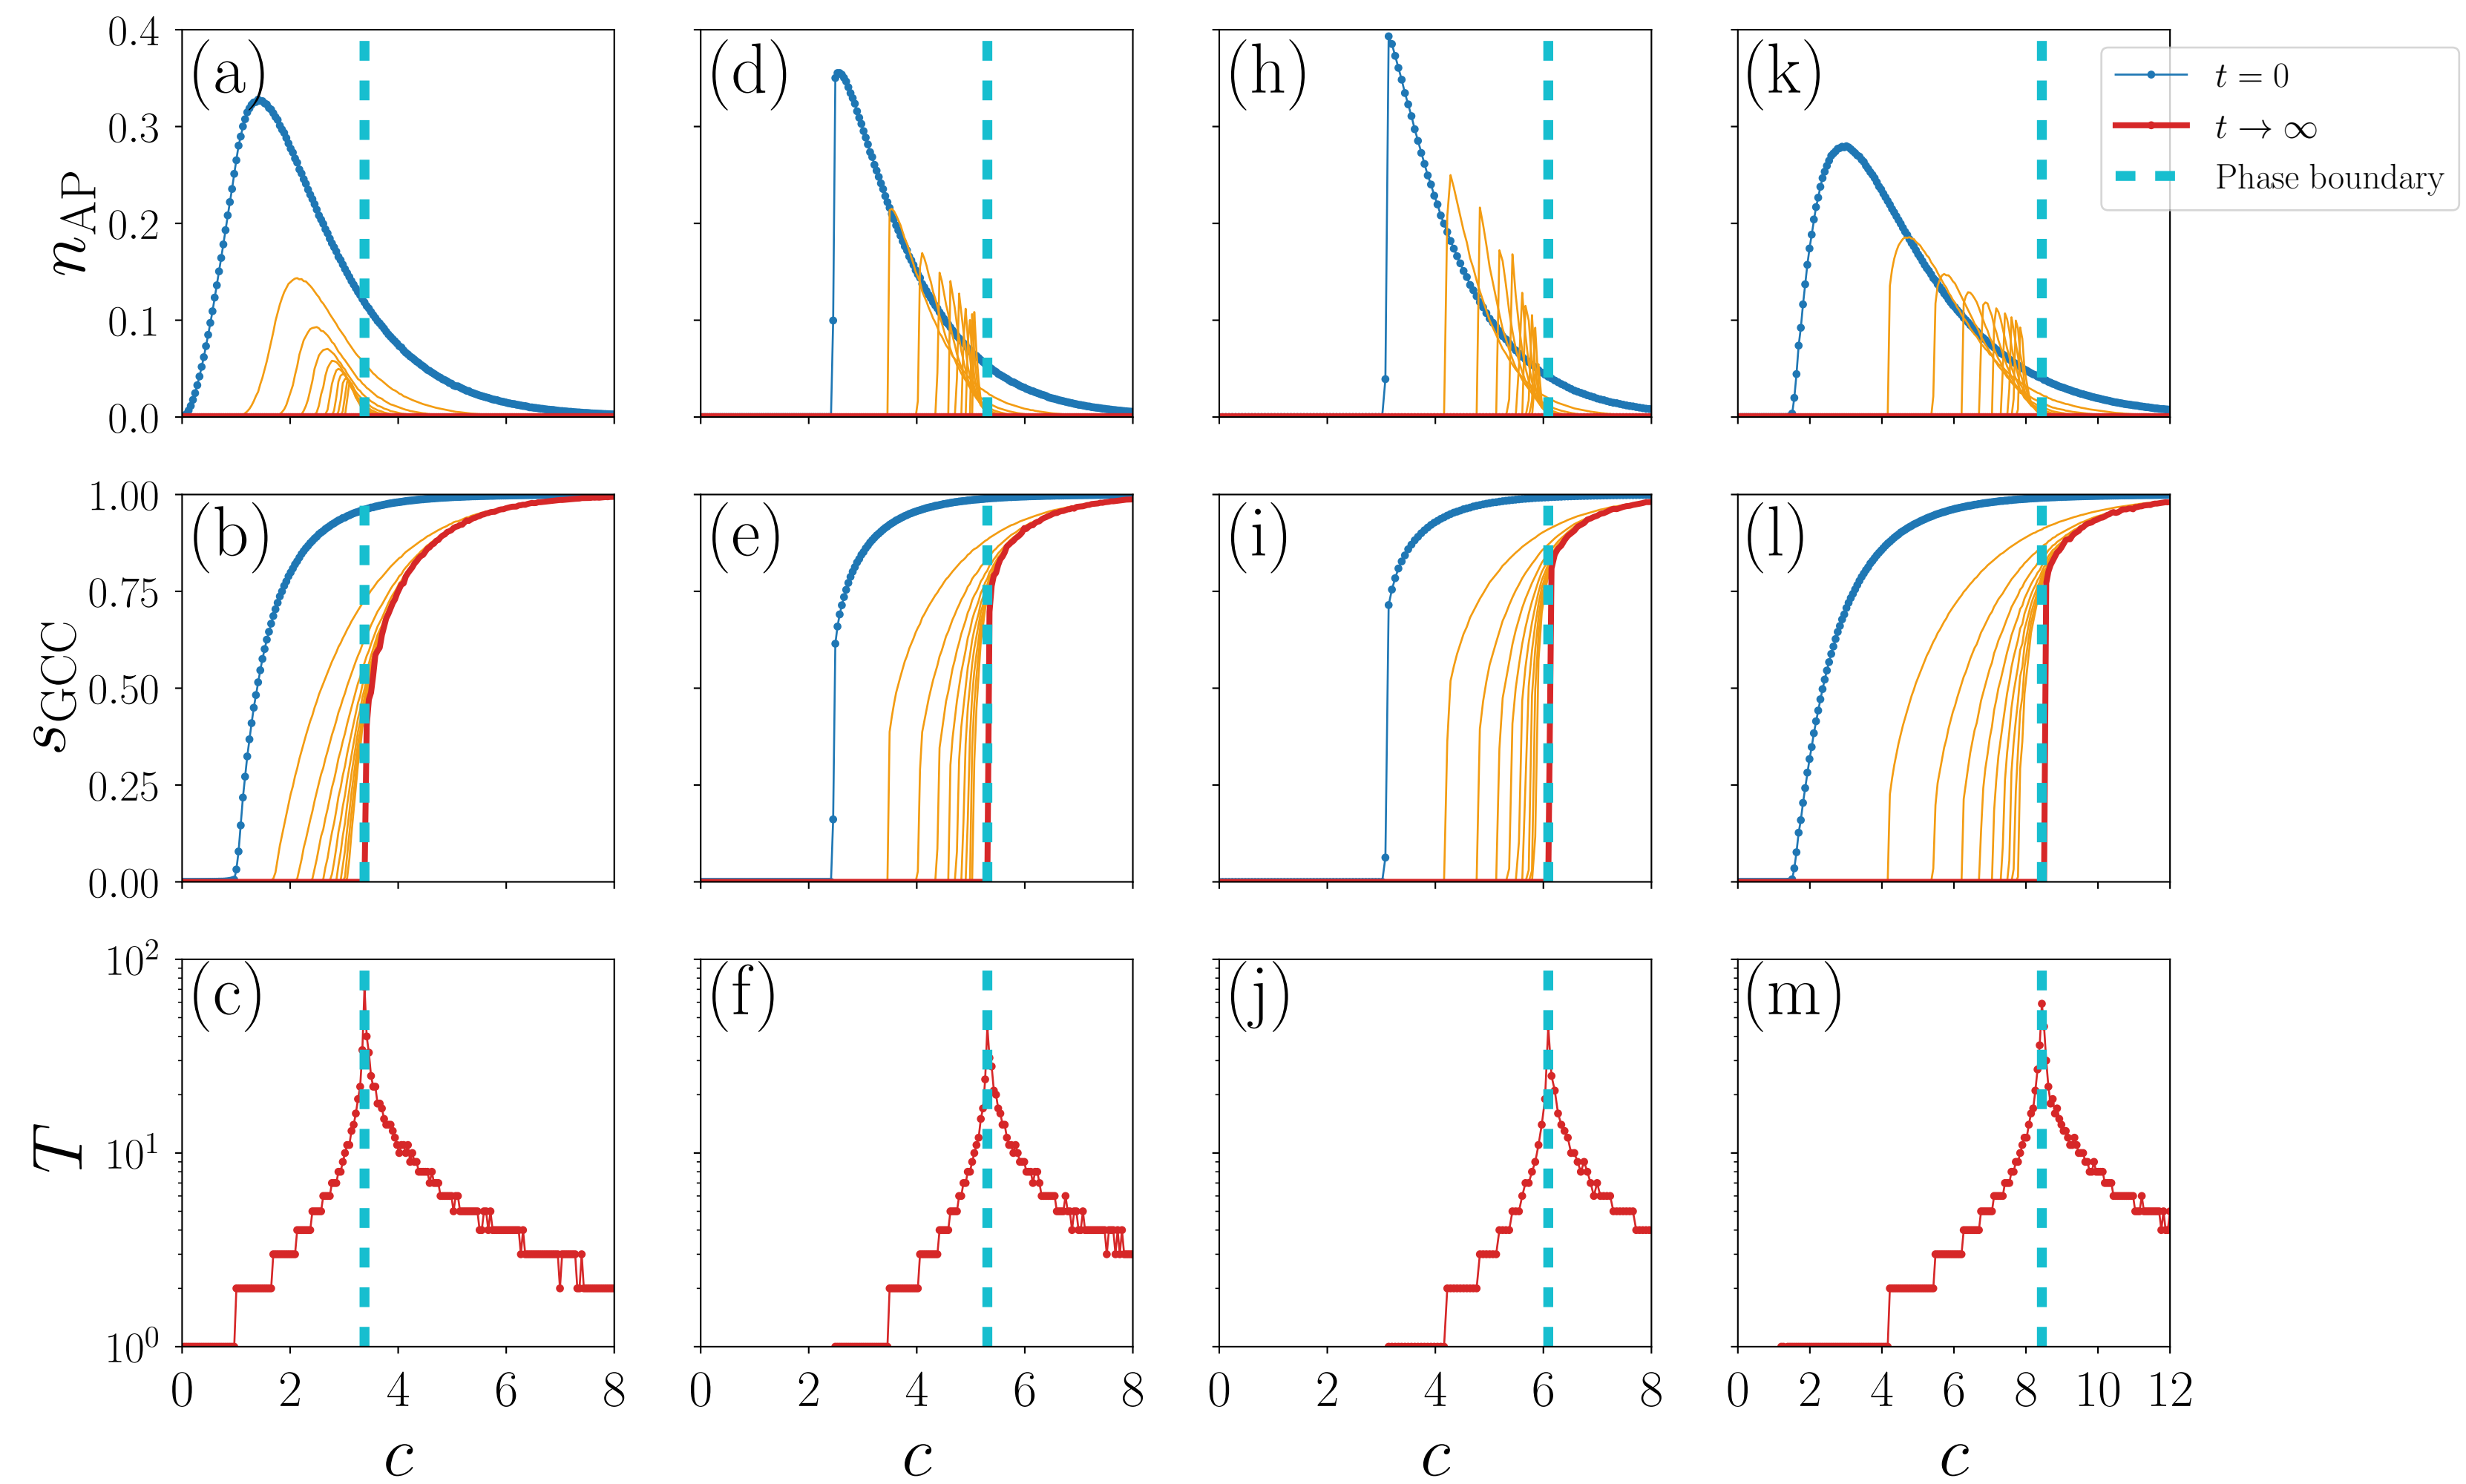 (a)
(d)
(h)
(k)
t = 0
t → ∞
Phase boundary
n_AP
0.4
0.3
0.2
0.1
0.0
0 2 4 6 8
(b)
(e)
(i)
(l)
s_GCC
1.00
0.75
0.50
0.25
0.00
(c)
(f)
(j)
(m)
T
10^2
10^1
10^0
0 2 4 6 8
0 2 4 6 8
0 2 4 6 8 10 12
c
c
c
c